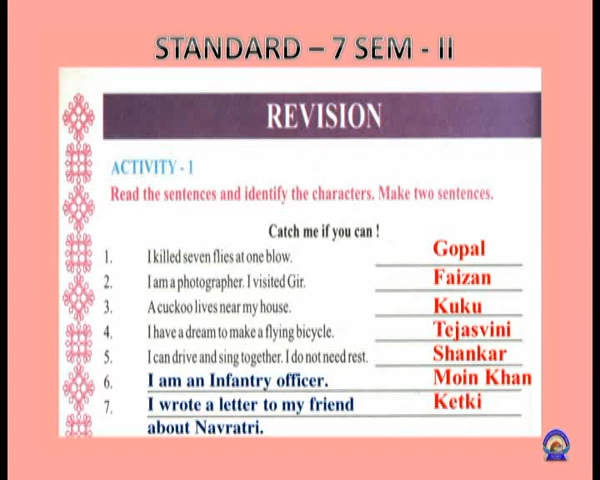 STANDARD – 7 SEM - II
REVISION
ACTIVITY - 1
Read the sentences and identify the characters. Make two sentences.
Catch me if you can !
1. I killed seven flies at one blow. Gopal
2. I am a photographer. I visited Gir. Faizan
3. A cuckoo lives near my house. Kuku
4. I have a dream to make a flying bicycle. Tejasvini
5. I can drive and sing together. I do not need rest. Shankar
6. I am an Infantry officer. Moin Khan
7. I wrote a letter to my friend Ketki
about Navratri.